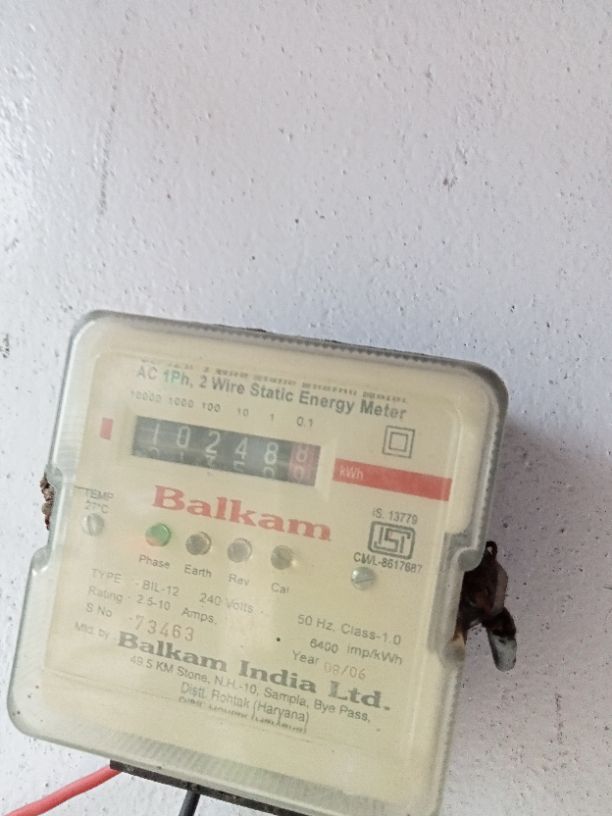 AC 1Ph, 2 Wire Static Energy Meter
10000 1000 100 10 1 0.1
1 0 2 4 8 8
kWh
Balkam
TEMP
27°C
IS. 13779
ISI
CM/L-8617687
Phase Earth Rev Cal
TYPE - BIL-12 240 Volts 50 Hz. Class-1.0
Rating - 2.5-10 Amps. 6400 imp/kWh
S No 73463 Year 08/06
Mfd. by Balkam India Ltd.
49.5 KM Stone, N.H.-10, Sampla, Bye Pass,
Distt. Rohtak (Haryana)